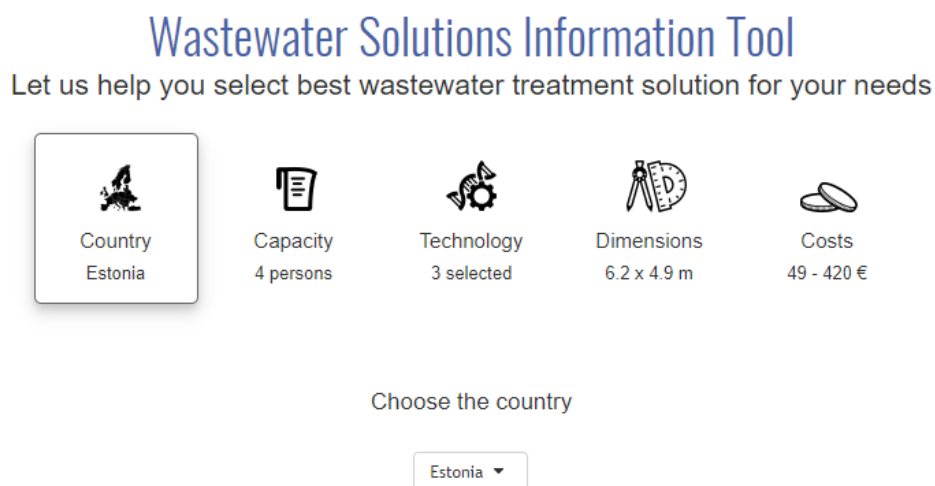 Wastewater Solutions Information Tool
Let us help you select best wastewater treatment solution for your needs
Country
Estonia
Capacity
4 persons
Technology
3 selected
Dimensions
6.2 x 4.9 m
Costs
49 - 420 €
Choose the country
Estonia